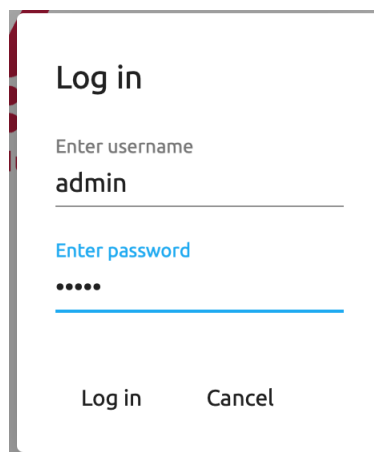 Log in
Enter username
admin
Enter password
•••••
Log in Cancel